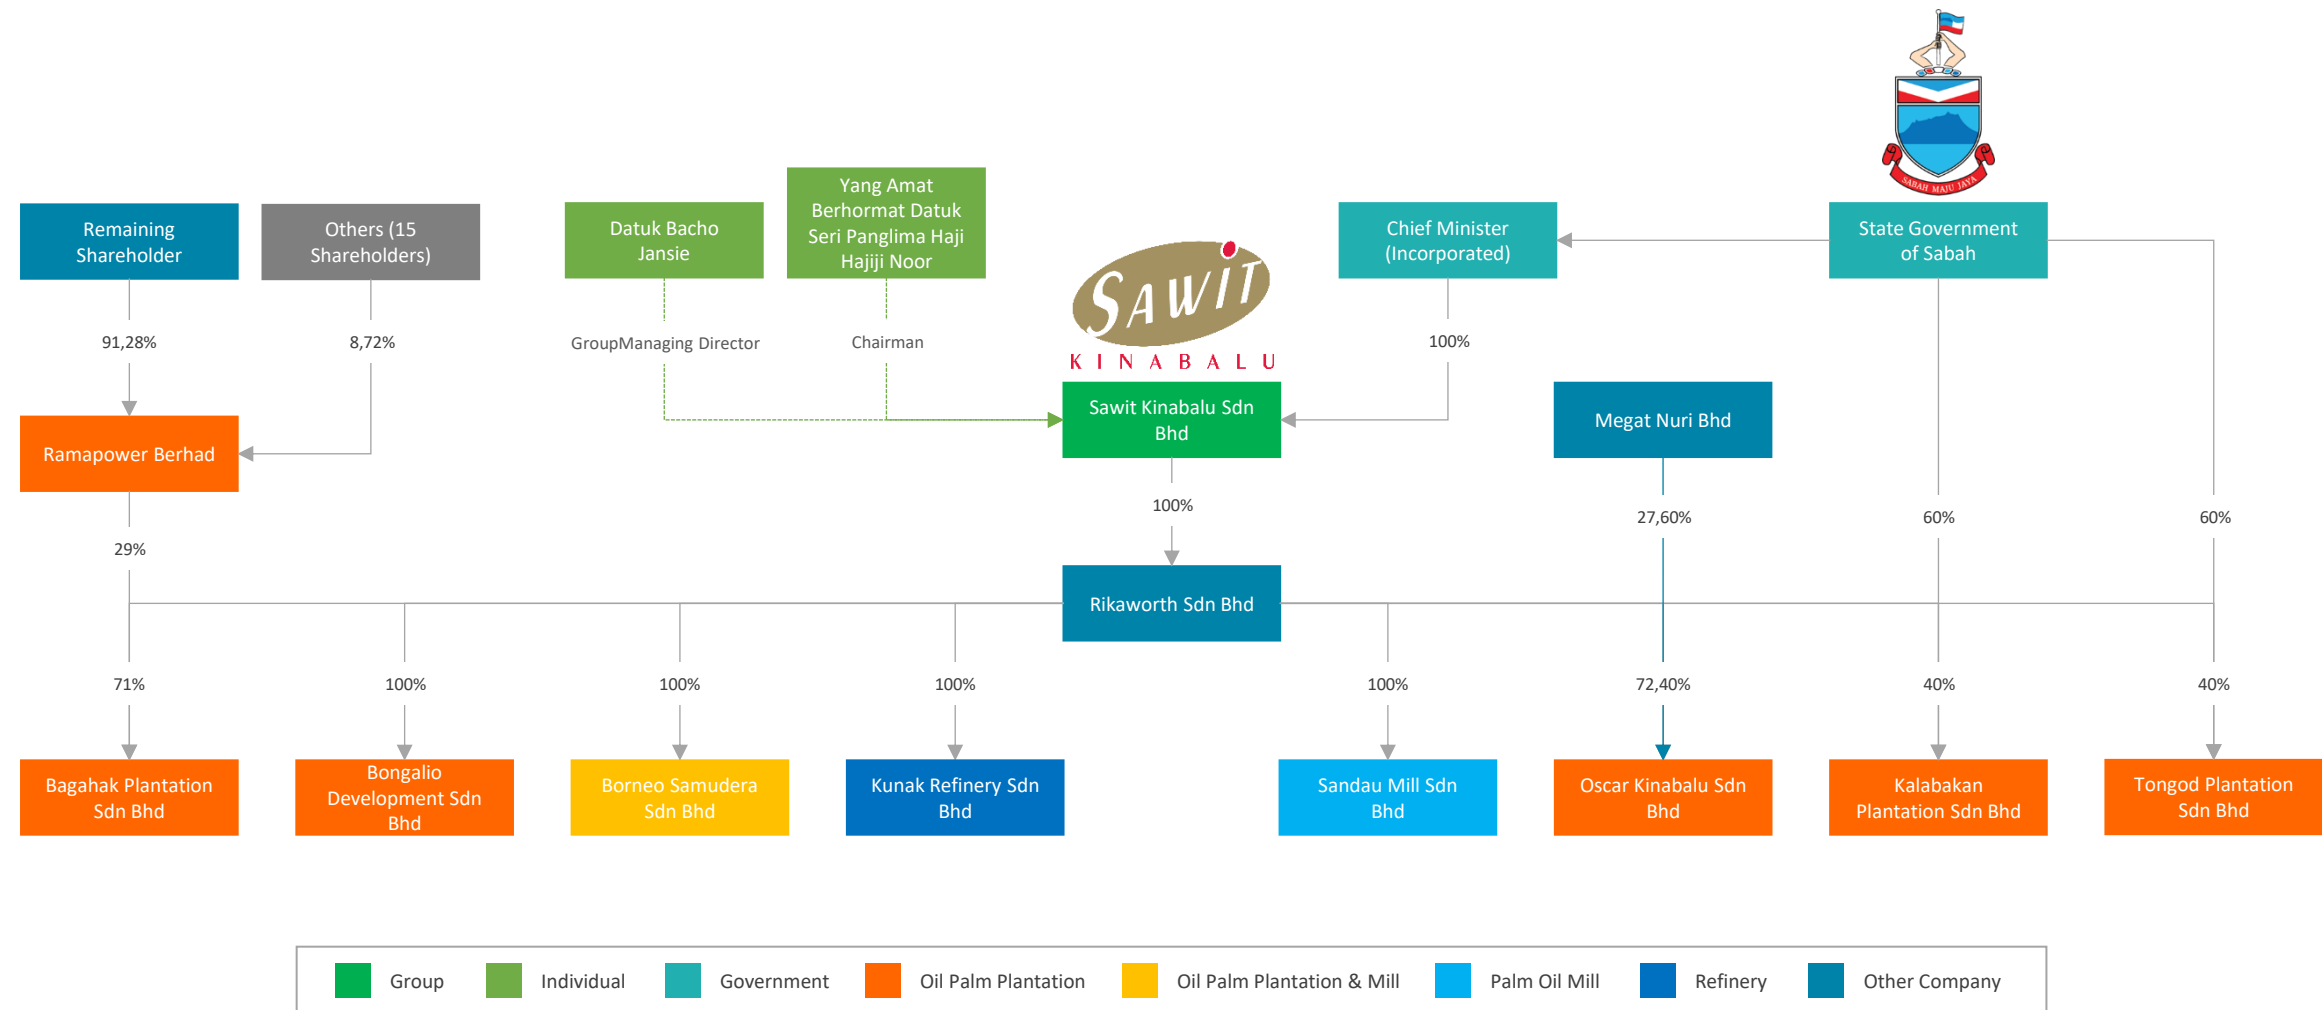 SABAH MAJU JAYA
Yang Amat
Berhormat Datuk
Seri Panglima Haji
Hajiji Noor
Remaining
Shareholder
Others (15
Shareholders)
Datuk Bacho
Jansie
Chief Minister
(Incorporated)
State Government
of Sabah
SAWIT
KINABALU
91,28%
8,72%
GroupManaging Director
Chairman
100%
Sawit Kinabalu Sdn
Bhd
Megat Nuri Bhd
Ramapower Berhad
100%
27,60%
60%
60%
29%
Rikaworth Sdn Bhd
71%
100%
100%
100%
100%
72,40%
40%
40%
Bagahak Plantation
Sdn Bhd
Bongalio
Development Sdn
Bhd
Borneo Samudera
Sdn Bhd
Kunak Refinery Sdn
Bhd
Sandau Mill Sdn
Bhd
Oscar Kinabalu Sdn
Bhd
Kalabakan
Plantation Sdn Bhd
Tongod Plantation
Sdn Bhd
Group
Individual
Government
Oil Palm Plantation
Oil Palm Plantation & Mill
Palm Oil Mill
Refinery
Other Company